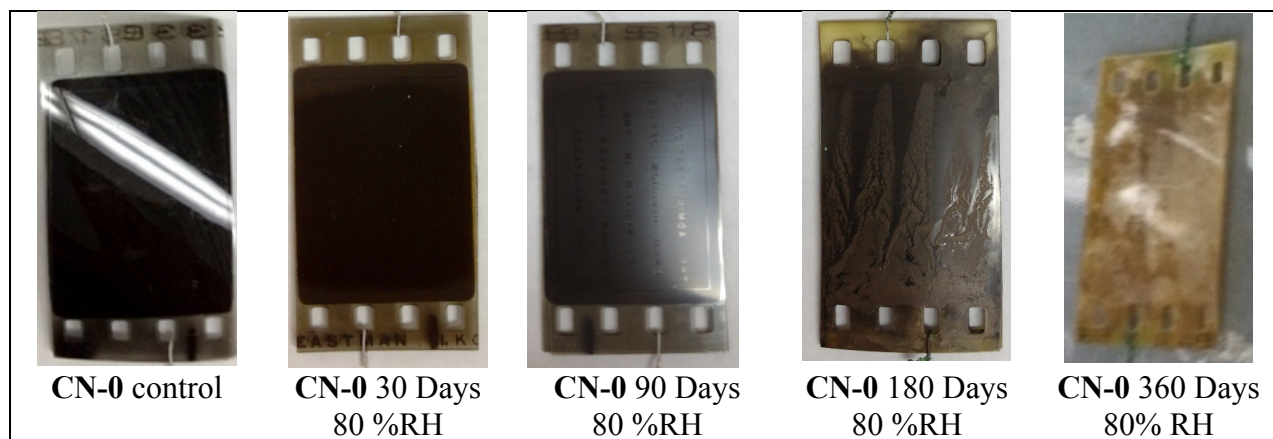 EASTMAN
CN-0 control
CN-0 30 Days
80 %RH
CN-0 90 Days
80 %RH
CN-0 180 Days
80 %RH
CN-0 360 Days
80% RH